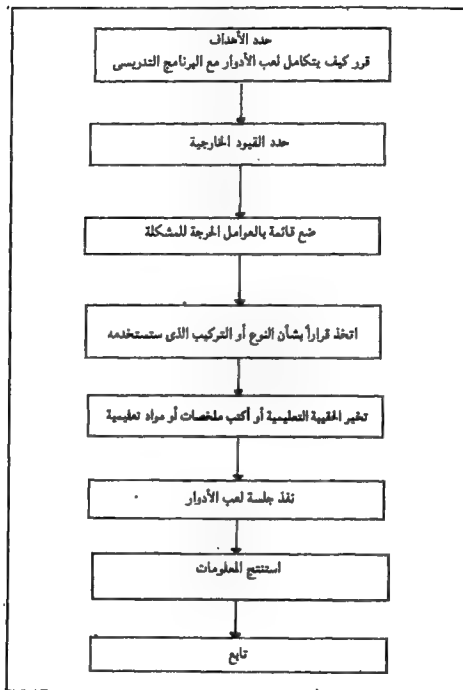 حدد الأهداف
قرر كيف يتكامل لعب الأدوار مع البرنامج التدريسى
حدد القيود الخارجية
ضع قائمة بالعوامل الحرجة للمشكلة
اتخذ قراراً بشأن النوع أو التركيب الذى ستستخدمه
تخير الحقيبة التعليمية أو أكتب ملخصات أو مواد تعليمية
نفذ جلسة لعب الأدوار
استنتج المعلومات
تابع